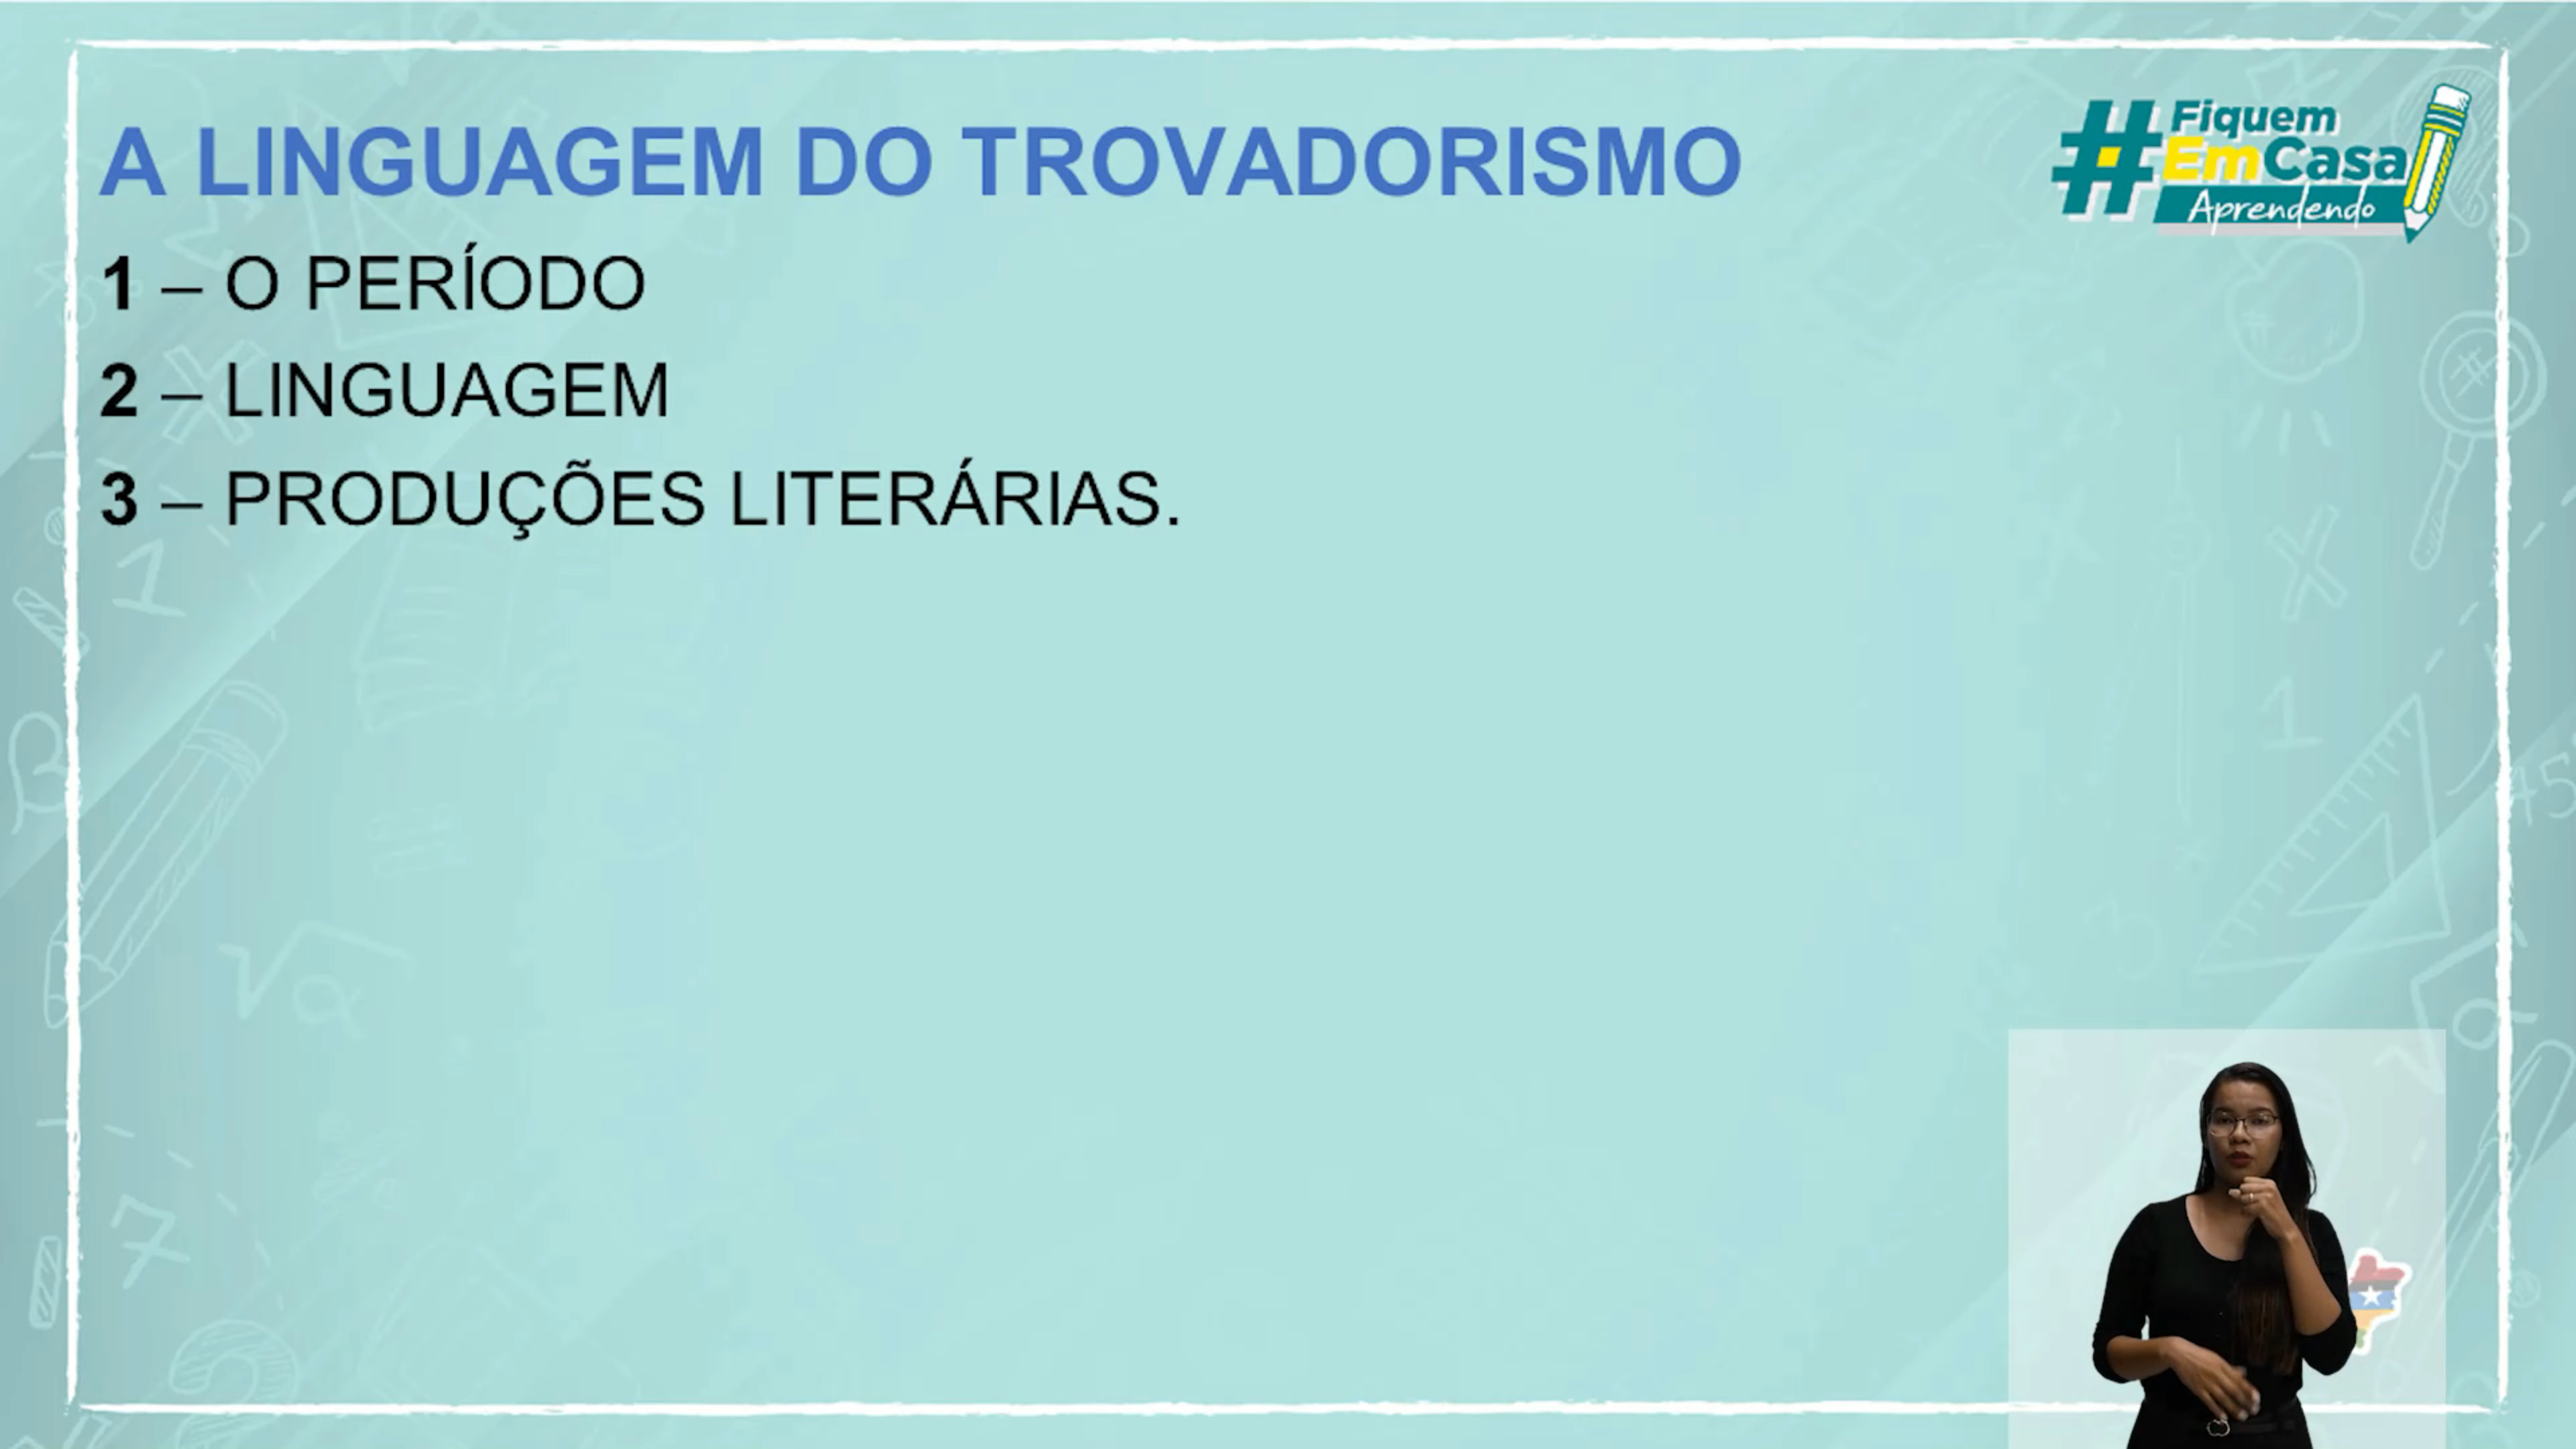 A LINGUAGEM DO TROVADORISMO
1 – O PERÍODO
2 – LINGUAGEM
3 – PRODUÇÕES LITERÁRIAS.
#Fiquem
EmCasa
Aprendendo